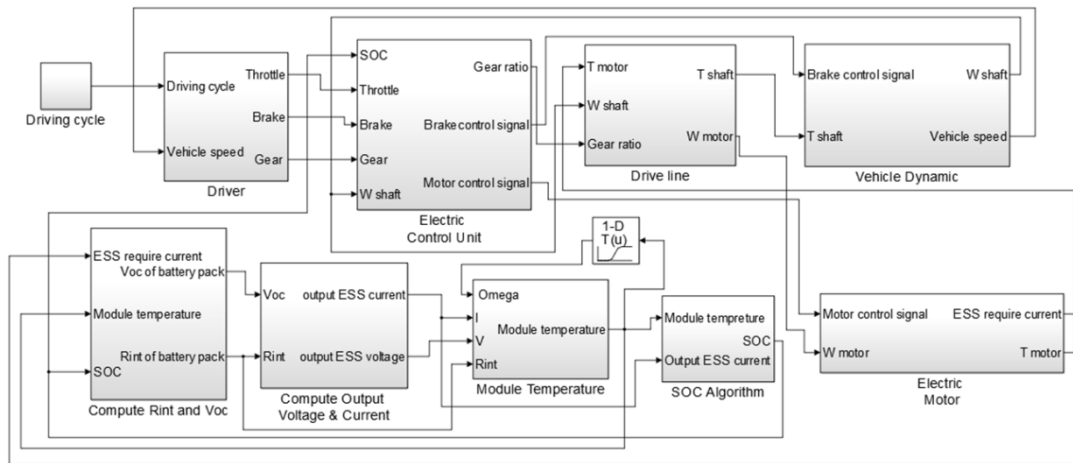 Driving cycle
Driving cycle
Vehicle speed
Throttle
Brake
Gear
Driver
SOC
Throttle
Brake
Gear
W shaft
Gear ratio
Brake control signal
Motor control signal
Electric
Control Unit
T motor
W shaft
Gear ratio
T shaft
W motor
Drive line
Brake control signal
T shaft
W shaft
Vehicle speed
Vehicle Dynamic
ESS require current
Voc of battery pack
Module temperature
Rint of battery pack
SOC
Compute Rint and Voc
Voc
Rint
output ESS current
output ESS voltage
Compute Output
Voltage & Current
1-D
T(u)
Omega
I
V
Rint
Module temperature
Module Temperature
Module tempreture
SOC
Output ESS current
SOC Algorithm
Motor control signal
W motor
ESS require current
T motor
Electric
Motor